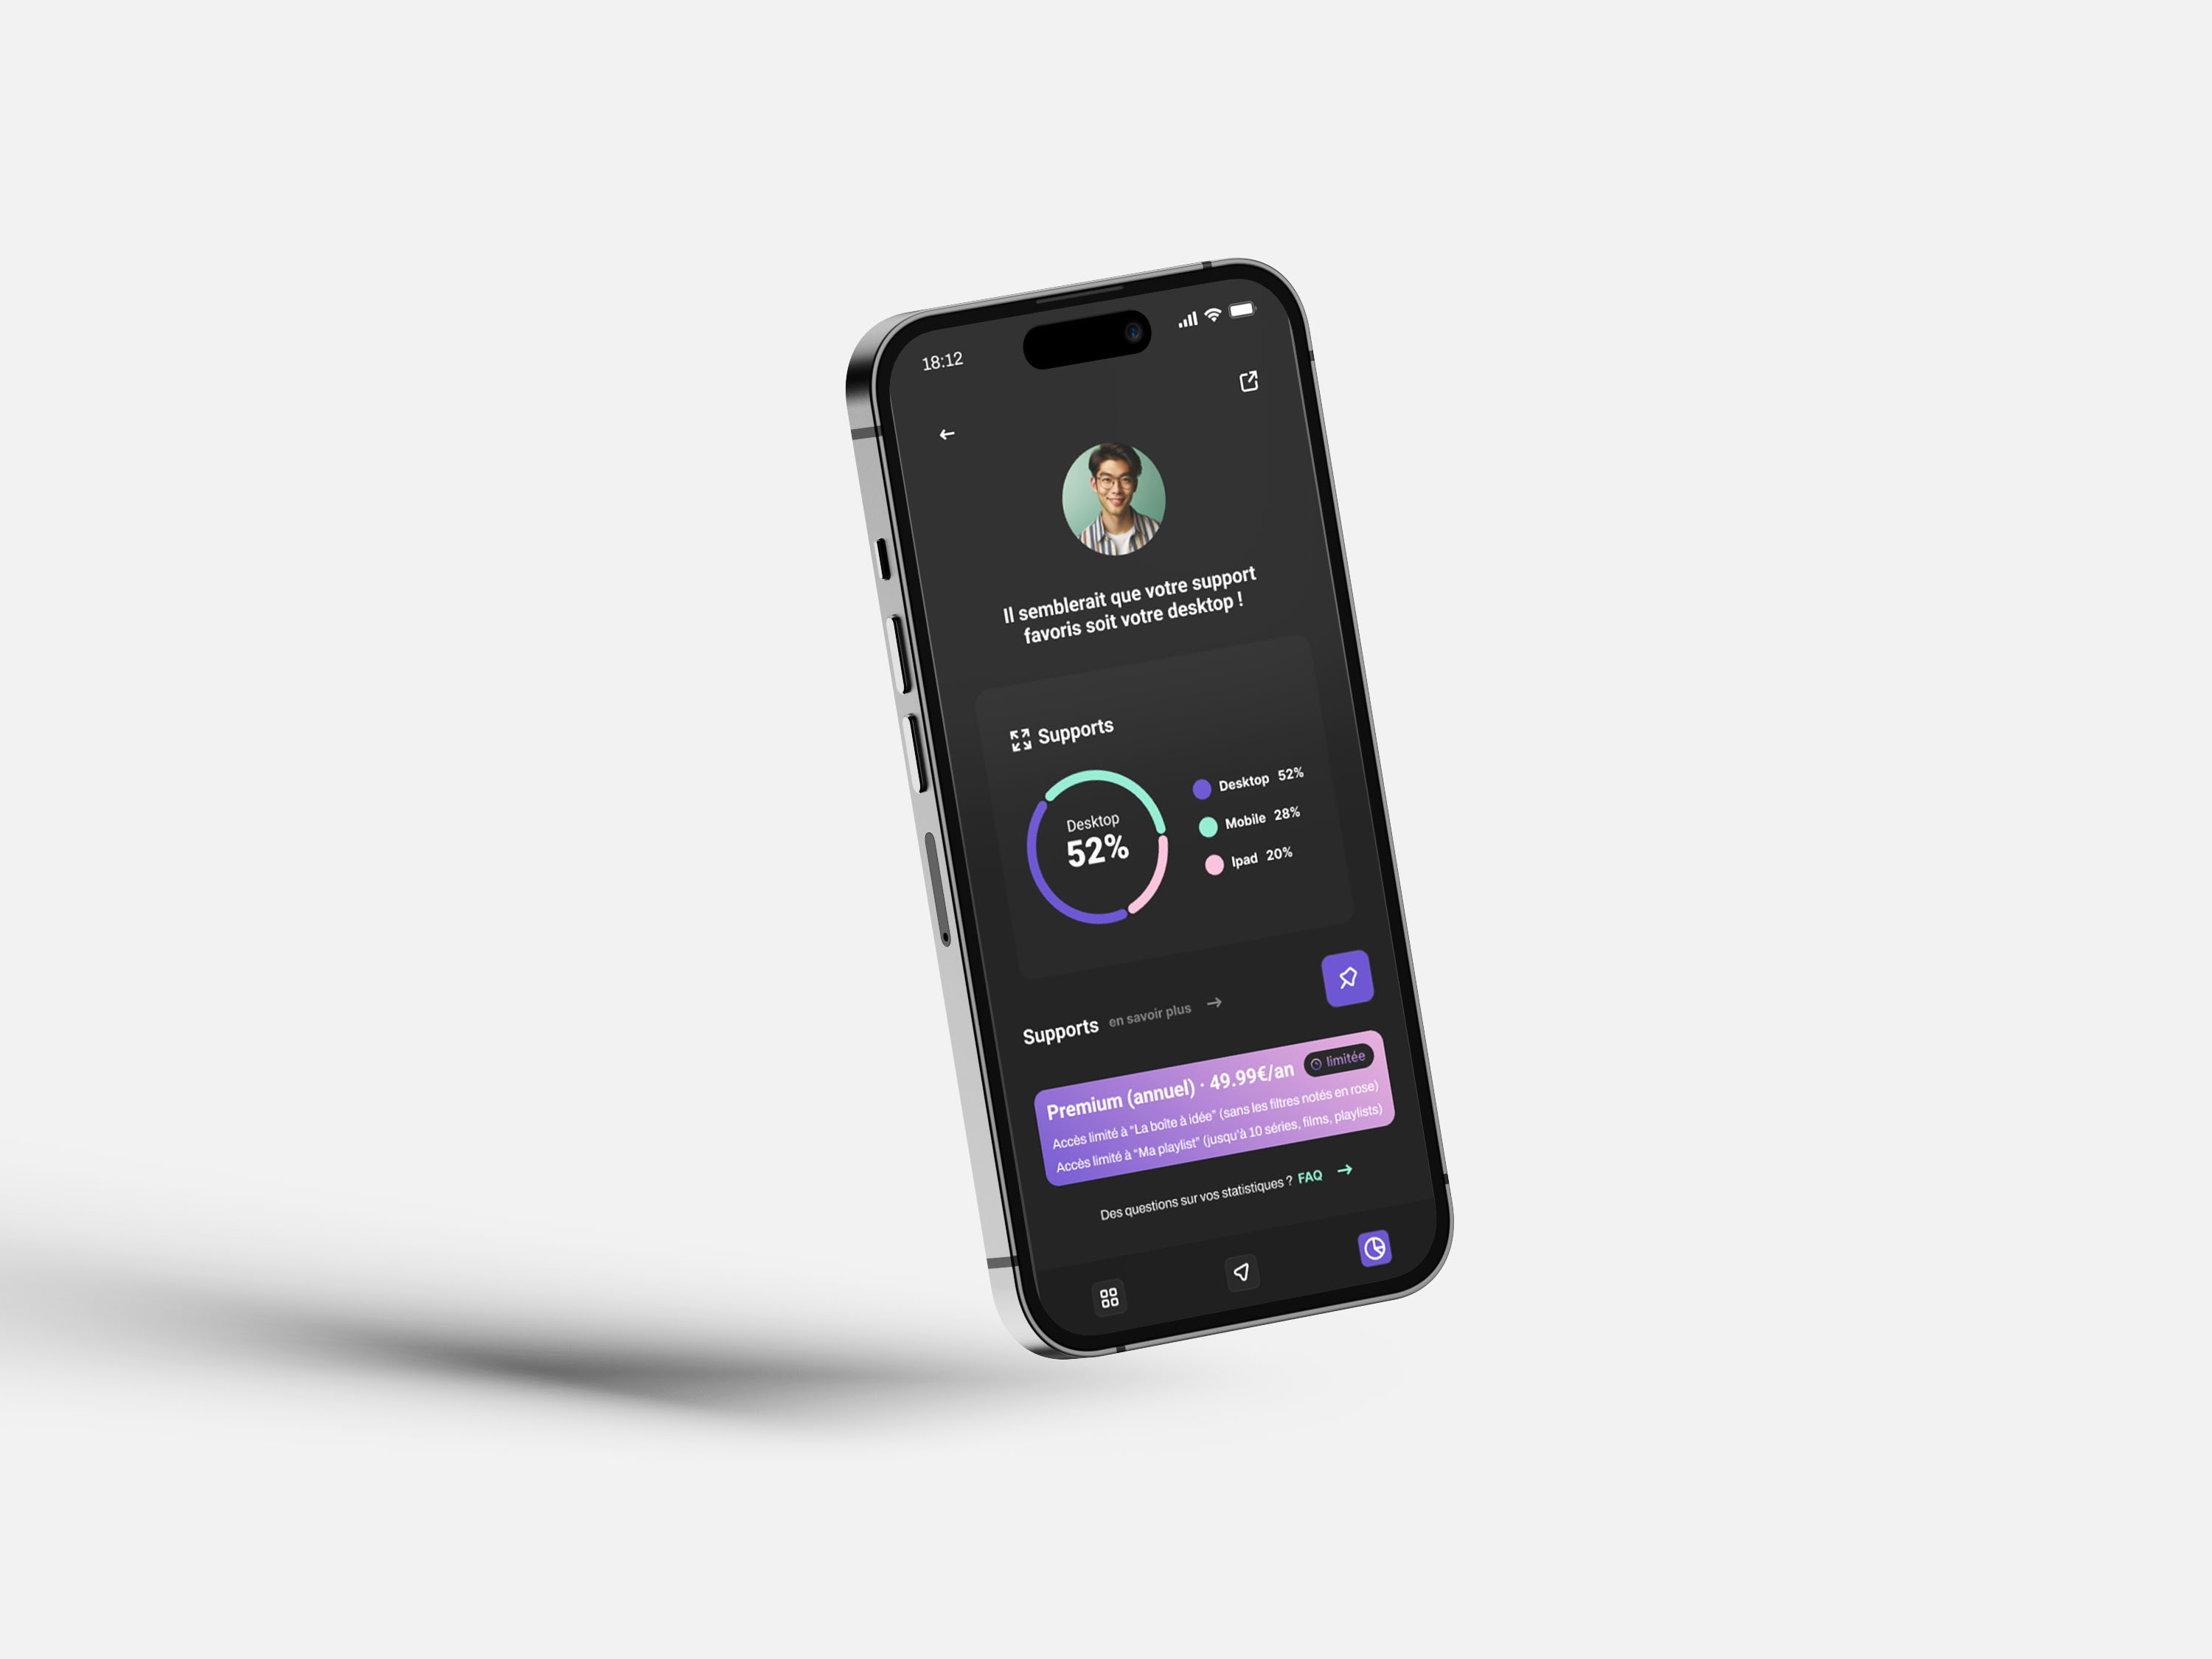 18:12
Il semblerait que votre support
favoris soit votre desktop !
Supports
Desktop
52%
Desktop 52%
Mobile 28%
Ipad 20%
Supports en savoir plus
Premium (annuel) · 49.99€/an limitée
Accès limité à “La boîte à idée” (sans les filtres notés en rose)
Accès limité à “Ma playlist” (jusqu'à 10 séries, films, playlists)
Des questions sur vos statistiques ? FAQ